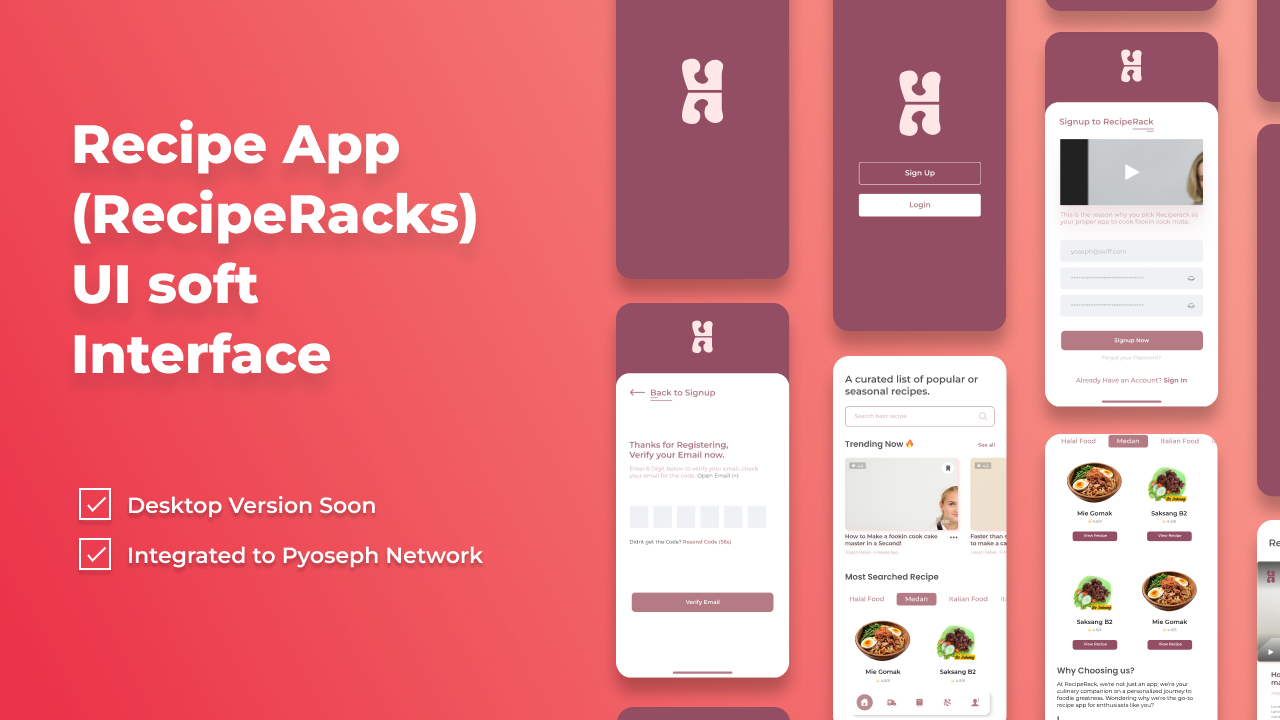 Recipe App
(RecipeRacks)
UI soft
Interface
Desktop Version Soon
Integrated to Pyoseph Network
Back to Signup
Thanks for Registering,
Verify your Email now.
Enter 6 Digit below to verify your email, check
your email for the code. Open Email (+)
Didnt get the Code? Resend Code (56s)
Verify Email
Sign Up
Login
A curated list of popular or
seasonal recipes.
Search best recipe
Trending Now
See all
How to Make a fookin cook cake
master in a Second!
Faster than
to make a ca
Most Searched Recipe
Halal Food
Medan
Italian Food
Mie Gomak
Saksang B2
Signup to RecipeRack
This is the reason why you pick Reciperack as
your proper app to cook fookin cook mate.
yoseph@skiff.com
Signup Now
Forgot your Password?
Already Have an Account? Sign In
Halal Food
Medan
Italian Food
Mie Gomak
Saksang B2
View Recipe
View Recipe
Saksang B2
Mie Gomak
View Recipe
View Recipe
Why Choosing us?
At RecipeRack, we're not just an app; we're your
culinary companion on a personalized journey to
foodie greatness. Wondering why we're the go-to
recipe app for enthusiasts like you?
Re
Ho